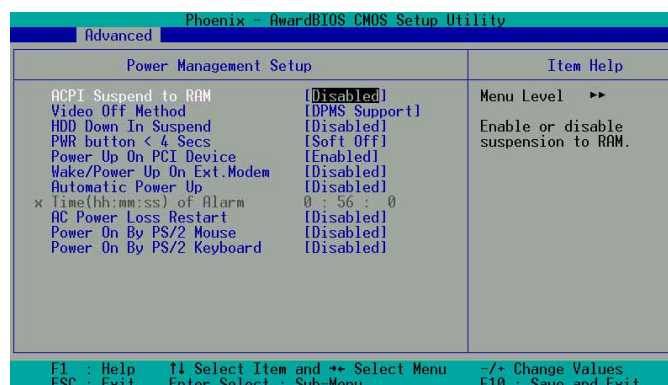 Phoenix - AwardBIOS CMOS Setup Utility
Advanced
Power Management Setup
Item Help
ACPI Suspend to RAM [Disabled]
Video Off Method [DPMS Support]
HDD Down In Suspend [Disabled]
PWR button < 4 Secs [Soft Off]
Power Up On PCI Device [Enabled]
Wake/Power Up On Ext.Modem [Disabled]
Automatic Power Up [Disabled]
x Time(hh:mm:ss) of Alarm 0 : 56 : 0
AC Power Loss Restart [Disabled]
Power On By PS/2 Mouse [Disabled]
Power On By PS/2 Keyboard [Disabled]
Menu Level ►►
Enable or disable
suspension to RAM.
F1 : Help ↑↓ Select Item and →← Select Menu -/+ Change Values
ESC : Exit Enter Select : Sub-Menu F10 : Save and Exit